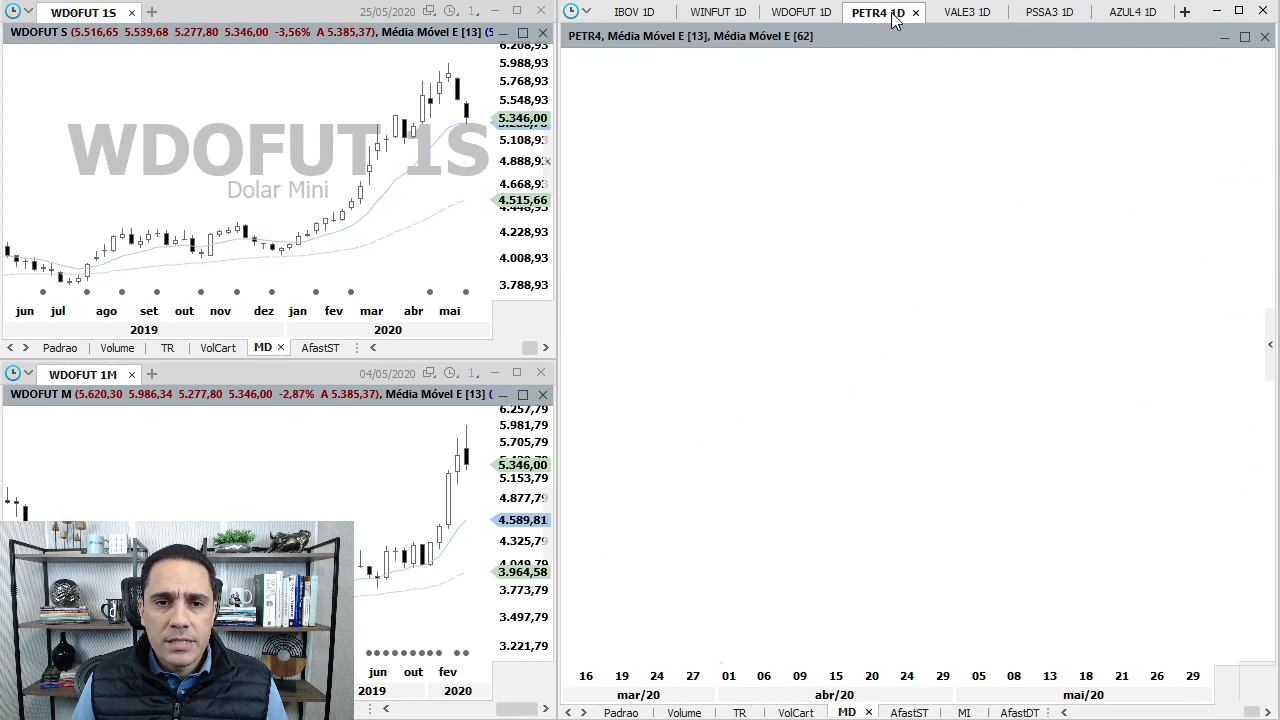 WDOFUT 1S
25/05/2020
1
WDOFUT S (5.516,65 5.539,68 5.277,80 5.346,00 -3,56% A 5.385,37), Média Móvel E [13] (5
6.208,93
5.988,93
5.768,93
5.548,93
5.346,00
5.108,93
4.888,93
4.668,93
4.515,66
4.448,93
4.228,93
4.008,93
3.788,93
WDOFUT 1S
Dolar Mini
jun jul ago set out nov dez jan fev mar abr mai
2019 2020
Padrao Volume TR VolCart MD AfastST
WDOFUT 1M
04/05/2020
1
WDOFUT M (5.620,30 5.986,34 5.277,80 5.346,00 -2,87% A 5.385,37), Média Móvel E [13] (
6.257,79
5.981,79
5.705,79
5.346,00
5.153,79
4.877,79
4.589,81
4.325,79
4.049,79
3.964,58
3.773,79
3.497,79
3.221,79
jun out fev
2019 2020
IBOV 1D WINFUT 1D WDOFUT 1D PETR4 1D VALE3 1D PSSA3 1D AZUL4 1D
PETR4, Média Móvel E [13], Média Móvel E [62]
16 19 24 27 01 06 09 15 20 24 29 05 08 13 18 21 26 29
mar/20 abr/20 mai/20
Padrao Volume TR VolCart MD AfastST MI AfastDT